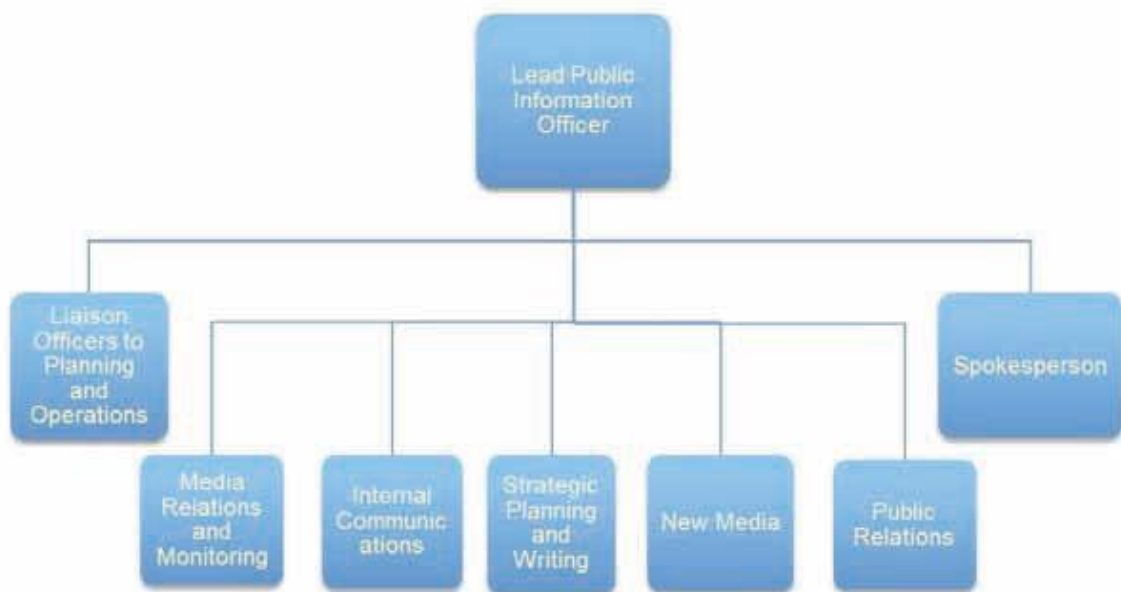 Lead Public
Information
Officer
Liaison
Officers to
Planning
and
Operations
Spokesperson
Media
Relations
and
Monitoring
Internal
Communic
ations
Strategic
Planning
and
Writing
New Media
Public
Relations